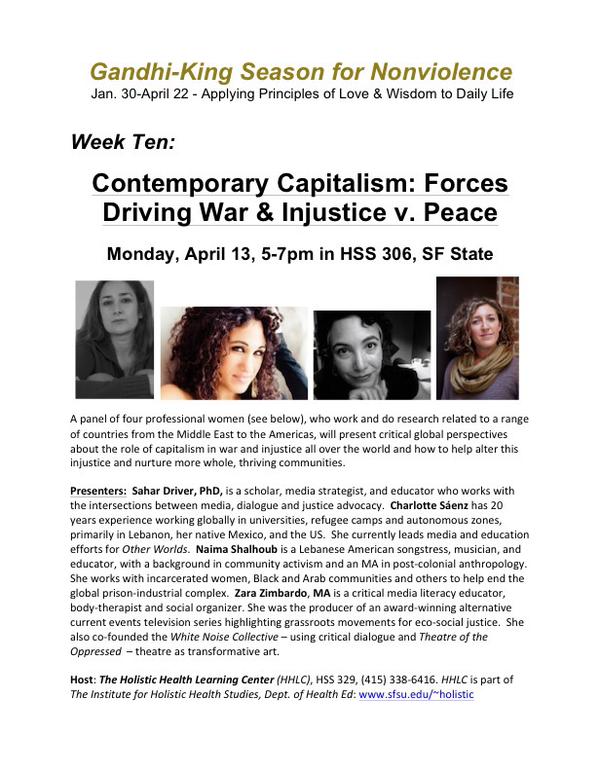 Gandhi-King Season for Nonviolence
Jan. 30-April 22 - Applying Principles of Love & Wisdom to Daily Life
Week Ten:
Contemporary Capitalism: Forces
Driving War & Injustice v. Peace
Monday, April 13, 5-7pm in HSS 306, SF State
A panel of four professional women (see below), who work and do research related to a range
of countries from the Middle East to the Americas, will present critical global perspectives
about the role of capitalism in war and injustice all over the world and how to help alter this
injustice and nurture more whole, thriving communities.
Presenters: Sahar Driver, PhD, is a scholar, media strategist, and educator who works with
the intersections between media, dialogue and justice advocacy. Charlotte Sáenz has 20
years experience working globally in universities, refugee camps and autonomous zones,
primarily in Lebanon, her native Mexico, and the US. She currently leads media and education
efforts for Other Worlds. Naima Shalhoub is a Lebanese American songstress, musician, and
educator, with a background in community activism and an MA in post-colonial anthropology.
She works with incarcerated women, Black and Arab communities and others to help end the
global prison-industrial complex. Zara Zimbardo, MA is a critical media literacy educator,
body-therapist and social organizer. She was the producer of an award-winning alternative
current events television series highlighting grassroots movements for eco-social justice. She
also co-founded the White Noise Collective – using critical dialogue and Theatre of the
Oppressed – theatre as transformative art.
Host: The Holistic Health Learning Center (HHLC), HSS 329, (415) 338-6416. HHLC is part of
The Institute for Holistic Health Studies, Dept. of Health Ed: www.sfsu.edu/~holistic